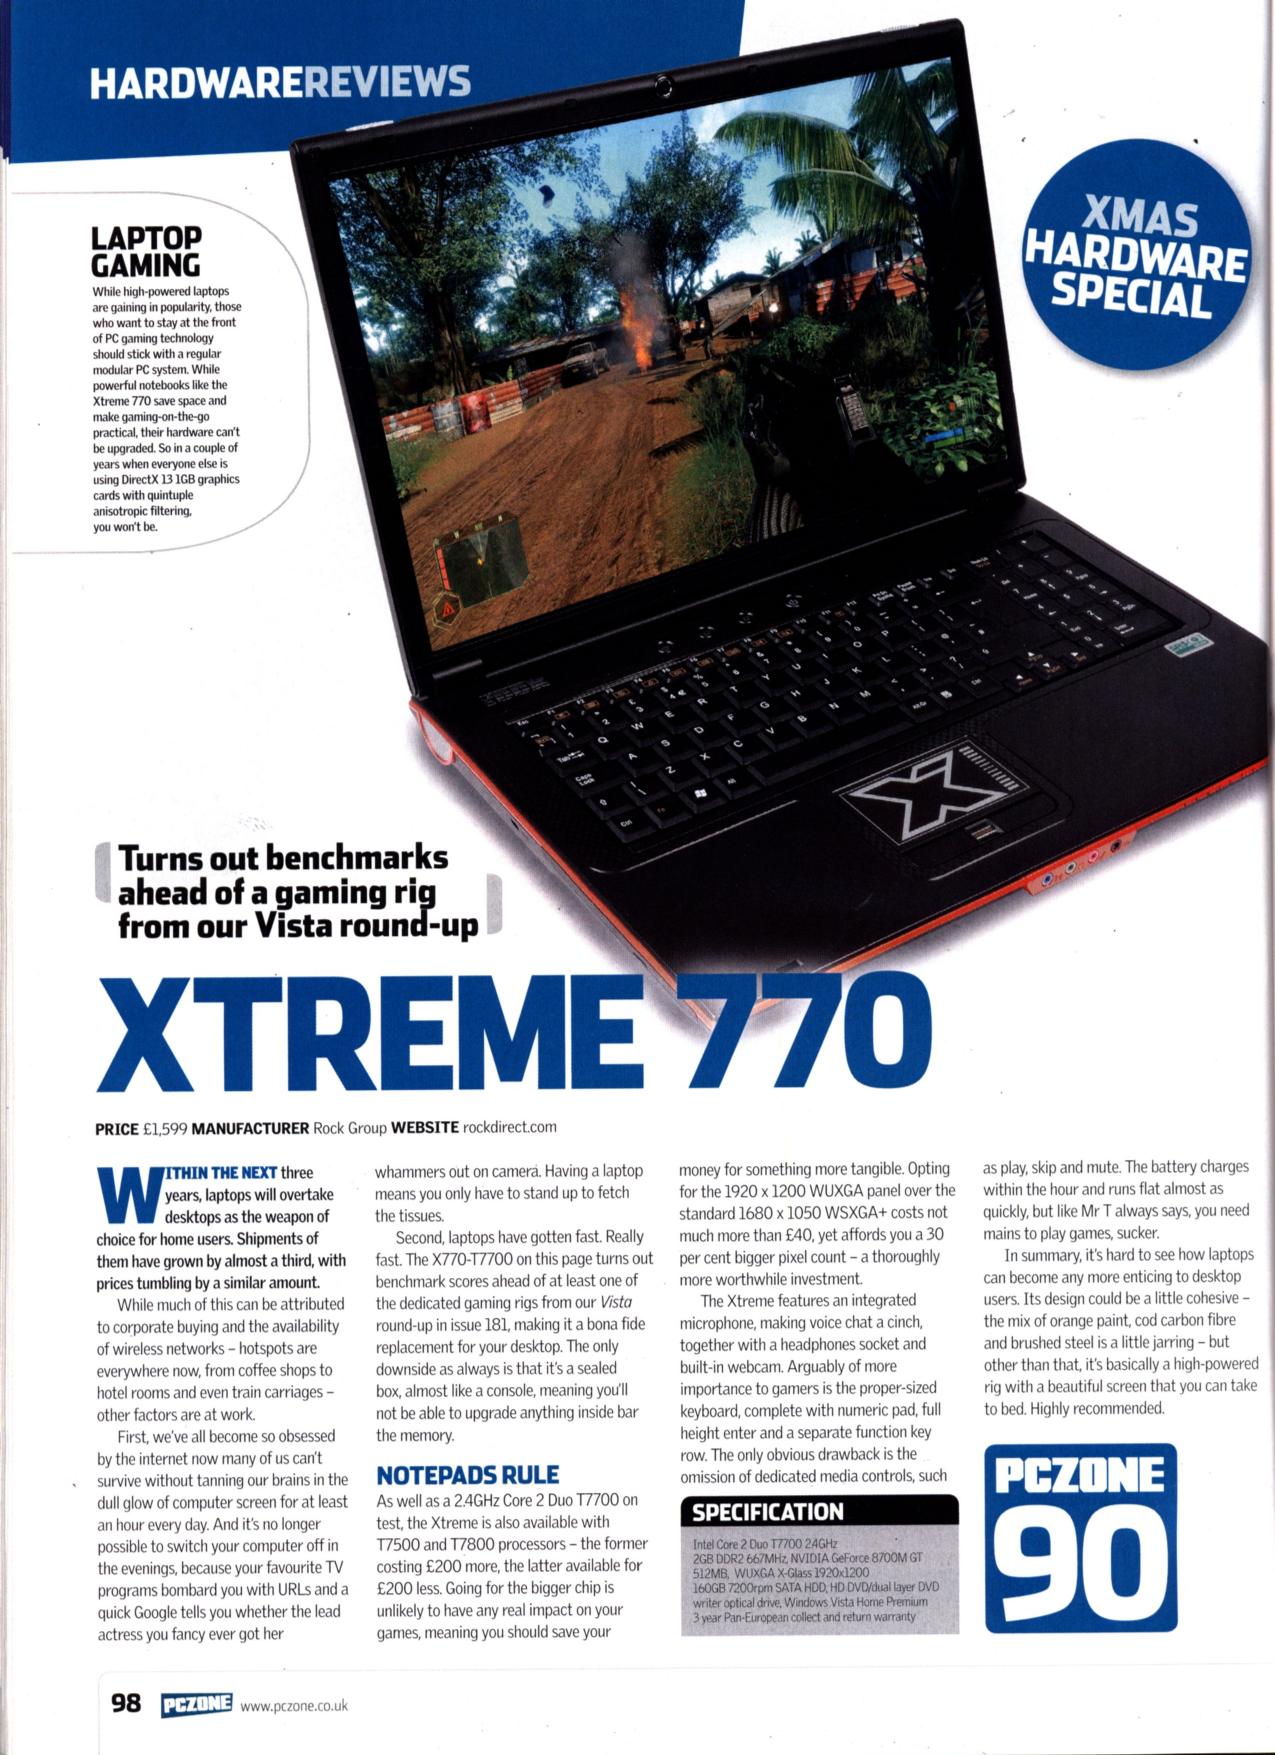 HARDWAREREVIEWS
LAPTOP
GAMING
While high-powered laptops
are gaining in popularity, those
who want to stay at the front
of PC gaming technology
should stick with a regular
modular PC system. While
powerful notebooks like the
Xtreme 770 save space and
make gaming-on-the-go
practical, their hardware can't
be upgraded. So in a couple of
years when everyone else is
using DirectX 13 1GB graphics
cards with quintuple
anisotropic filtering,
you won't be.
XMAS
HARDWARE
SPECIAL
Turns out benchmarks
ahead of a gaming rig
from our Vista round-up
XTREME 770
PRICE £1,599 MANUFACTURER Rock Group WEBSITE rockdirect.com
WITHIN THE NEXT three
years, laptops will overtake
desktops as the weapon of
choice for home users. Shipments of
them have grown by almost a third, with
prices tumbling by a similar amount.
While much of this can be attributed
to corporate buying and the availability
of wireless networks – hotspots are
everywhere now, from coffee shops to
hotel rooms and even train carriages –
other factors are at work.
First, we've all become so obsessed
by the internet now many of us can't
survive without tanning our brains in the
dull glow of computer screen for at least
an hour every day. And it's no longer
possible to switch your computer off in
the evenings, because your favourite TV
programs bombard you with URLs and a
quick Google tells you whether the lead
actress you fancy ever got her
whammers out on camera. Having a laptop
means you only have to stand up to fetch
the tissues.
Second, laptops have gotten fast. Really
fast. The X770-T7700 on this page turns out
benchmark scores ahead of at least one of
the dedicated gaming rigs from our Vista
round-up in issue 181, making it a bona fide
replacement for your desktop. The only
downside as always is that it's a sealed
box, almost like a console, meaning you'll
not be able to upgrade anything inside bar
the memory.
NOTEPADS RULE
As well as a 2.4GHz Core 2 Duo T7700 on
test, the Xtreme is also available with
T7500 and T7800 processors – the former
costing £200 more, the latter available for
£200 less. Going for the bigger chip is
unlikely to have any real impact on your
games, meaning you should save your
money for something more tangible. Opting
for the 1920 x 1200 WUXGA panel over the
standard 1680 x 1050 WSXGA+ costs not
much more than £40, yet affords you a 30
per cent bigger pixel count – a thoroughly
more worthwhile investment.
The Xtreme features an integrated
microphone, making voice chat a cinch,
together with a headphones socket and
built-in webcam. Arguably of more
importance to gamers is the proper-sized
keyboard, complete with numeric pad, full
height enter and a separate function key
row. The only obvious drawback is the
omission of dedicated media controls, such
SPECIFICATION
Intel Core 2 Duo T7700 2.4GHz
2GB DDR2 667MHz, NVIDIA GeForce 8700M GT
512MB, WUXGA X-Glass 1920x1200
160GB 7200rpm SATA HDD, HD DVD/dual layer DVD
writer optical drive, Windows Vista Home Premium
3 year Pan-European collect and return warranty
as play, skip and mute. The battery charges
within the hour and runs flat almost as
quickly, but like Mr T always says, you need
mains to play games, sucker.
In summary, it's hard to see how laptops
can become any more enticing to desktop
users. Its design could be a little cohesive –
the mix of orange paint, cod carbon fibre
and brushed steel is a little jarring – but
other than that, it's basically a high-powered
rig with a beautiful screen that you can take
to bed. Highly recommended.
PCZONE
90
98 PCZONE www.pczone.co.uk